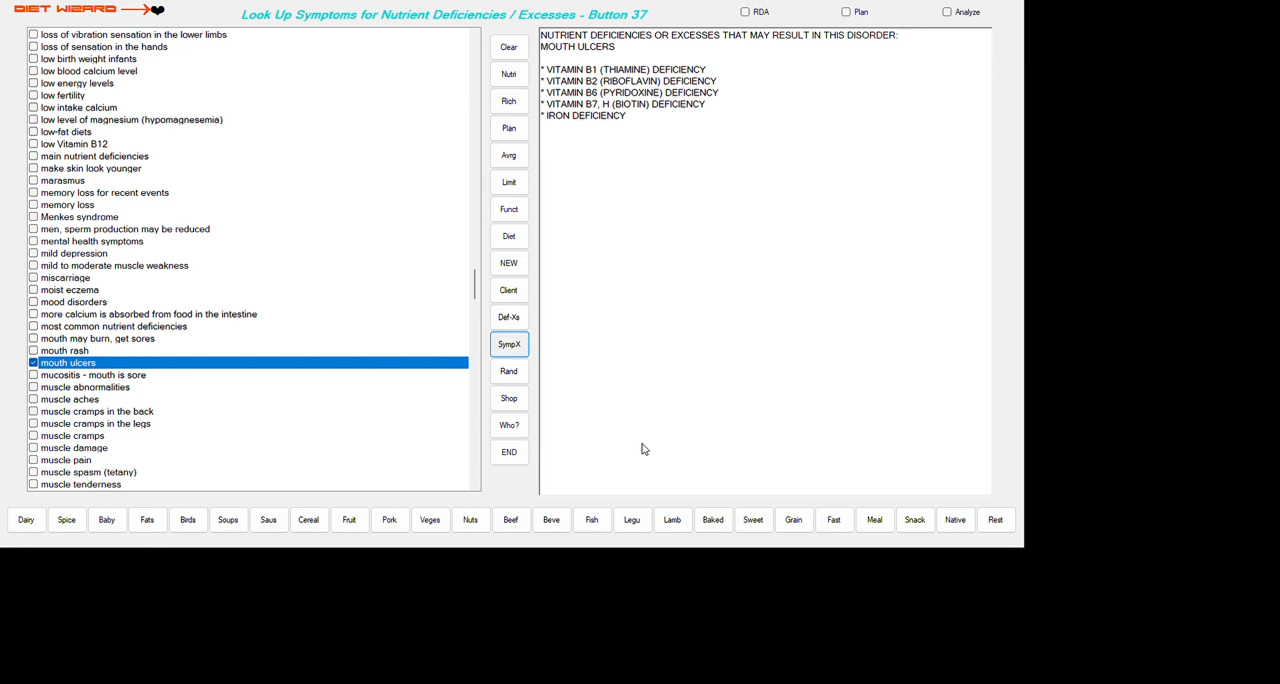 DIET WIZARD
Look Up Symptoms for Nutrient Deficiencies / Excesses - Button 37
RDA
Plan
Analyze
loss of vibration sensation in the lower limbs
loss of sensation in the hands
low birth weight infants
low blood calcium level
low energy levels
low fertility
low intake calcium
low level of magnesium (hypomagnesemia)
low-fat diets
low Vitamin B12
main nutrient deficiencies
make skin look younger
marasmus
memory loss for recent events
memory loss
Menkes syndrome
men, sperm production may be reduced
mental health symptoms
mild depression
mild to moderate muscle weakness
miscarriage
moist eczema
mood disorders
more calcium is absorbed from food in the intestine
most common nutrient deficiencies
mouth may burn, get sores
mouth rash
mouth ulcers
mucositis - mouth is sore
muscle abnormalities
muscle aches
muscle cramps in the back
muscle cramps in the legs
muscle cramps
muscle damage
muscle pain
muscle spasm (tetany)
muscle tenderness
Clear
Nutri
Rich
Plan
Avrg
Limit
Funct
Diet
NEW
Client
Def-Xs
SympX
Rand
Shop
Who?
END
NUTRIENT DEFICIENCIES OR EXCESSES THAT MAY RESULT IN THIS DISORDER:
MOUTH ULCERS
* VITAMIN B1 (THIAMINE) DEFICIENCY
* VITAMIN B2 (RIBOFLAVIN) DEFICIENCY
* VITAMIN B6 (PYRIDOXINE) DEFICIENCY
* VITAMIN B7, H (BIOTIN) DEFICIENCY
* IRON DEFICIENCY
Dairy Spice Baby Fats Birds Soups Saus Cereal Fruit Pork Veges Nuts Beef Beve Fish Legu Lamb Baked Sweet Grain Fast Meal Snack Native Rest